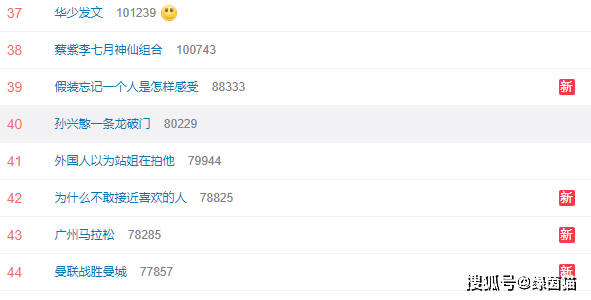 37 华少发文 101239
38 蔡紫李七月神仙组合 100743
39 假装忘记一个人是怎样感受 88333 新
40 孙兴慜一条龙破门 80229
41 外国人以为站姐在拍他 79944
42 为什么不敢接近喜欢的人 78825 新
43 广州马拉松 78285 新
44 曼联战胜曼城 77857 新
搜狐号@绿茵猫